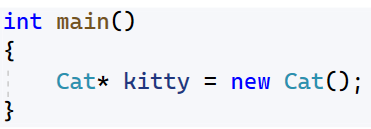 int main()
{
    Cat* kitty = new Cat();
}